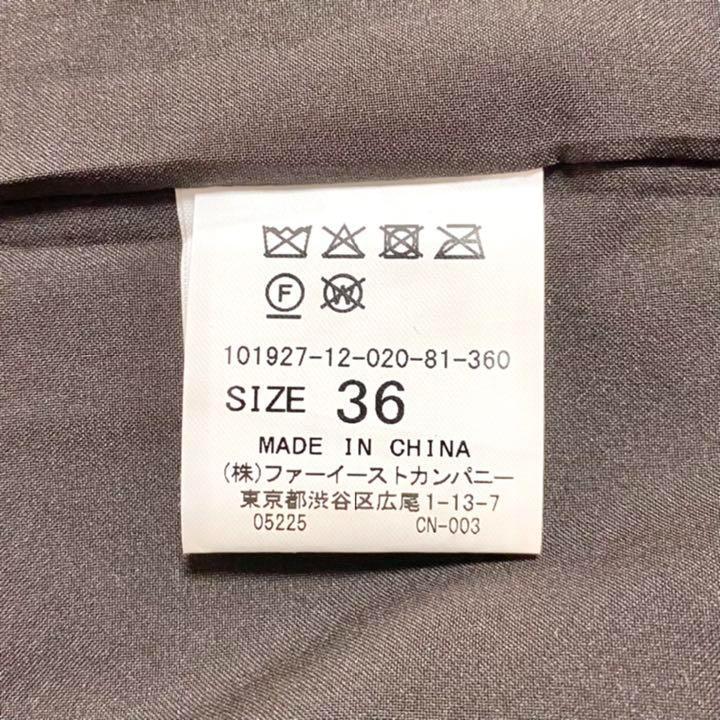 F W
101927-12-020-81-360
SIZE 36
MADE IN CHINA
(株)ファーイーストカンパニー
東京都渋谷区広尾1-13-7
05225 CN-003